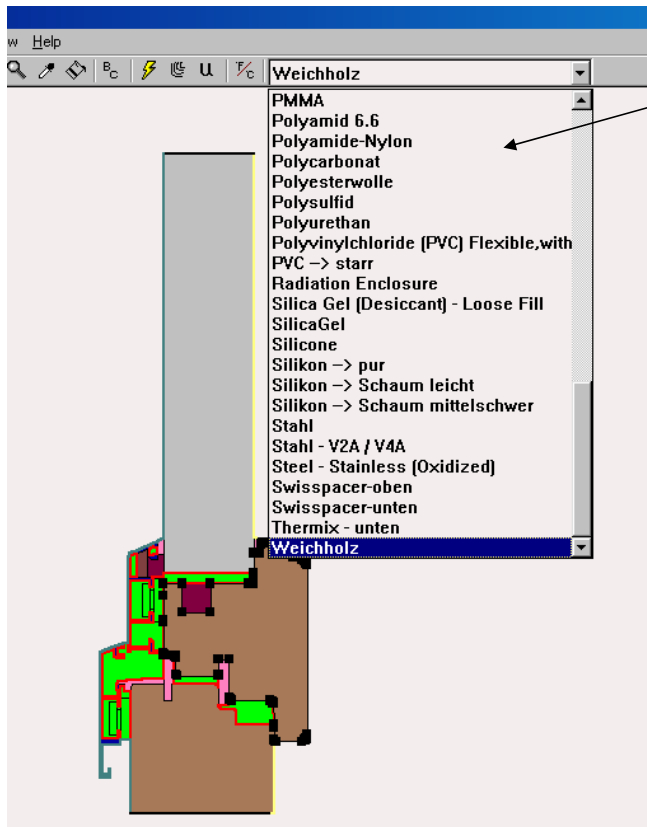 w Help
BC U °F/C Weichholz
PMMA
Polyamid 6.6
Polyamide-Nylon
Polycarbonat
Polyesterwolle
Polysulfid
Polyurethan
Polyvinylchloride (PVC) Flexible,with
PVC –> starr
Radiation Enclosure
Silica Gel (Desiccant) - Loose Fill
SilicaGel
Silicone
Silikon –> pur
Silikon –> Schaum leicht
Silikon –> Schaum mittelschwer
Stahl
Stahl - V2A / V4A
Steel - Stainless (Oxidized)
Swisspacer-oben
Swisspacer-unten
Thermix - unten
Weichholz